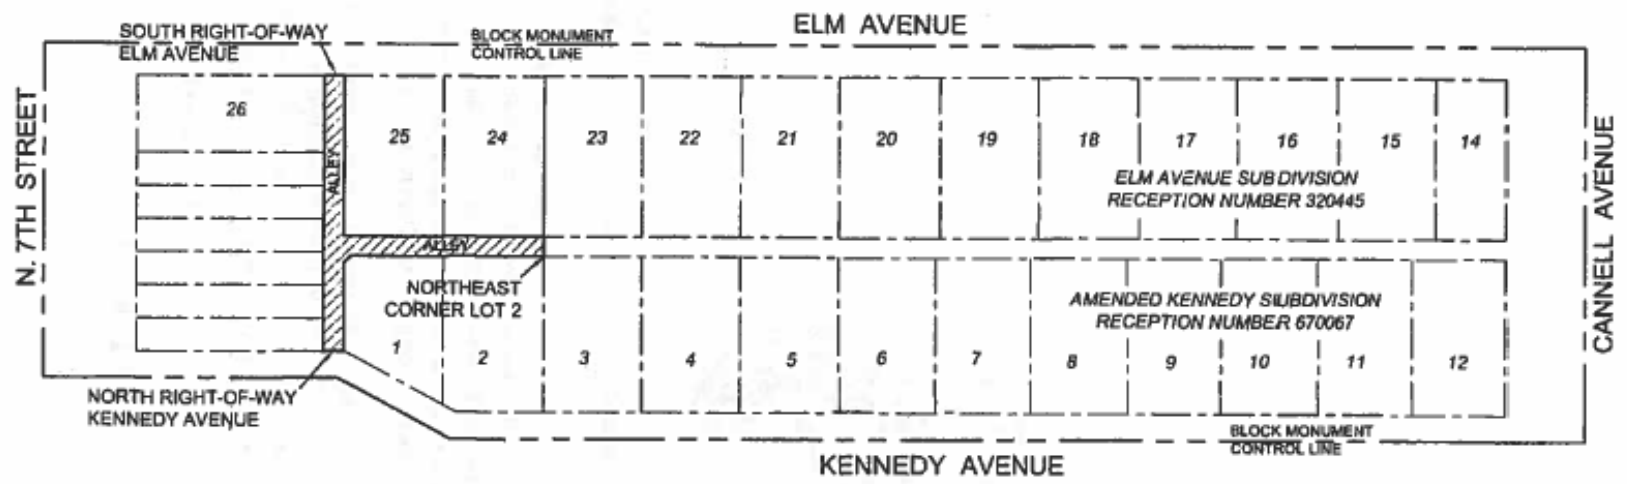 ELM AVENUE
SOUTH RIGHT-OF-WAY
ELM AVENUE
BLOCK MONUMENT
CONTROL LINE
N. 7TH STREET
26
ALLEY
25
24
23
22
21
20
19
18
17
16
15
14
ELM AVENUE SUBDIVISION
RECEPTION NUMBER 320445
CANNELL AVENUE
ALLEY
NORTHEAST
CORNER LOT 2
AMENDED KENNEDY SIUBDIVISION
RECEPTION NUMBER 670067
1
2
3
4
5
6
7
8
9
10
11
12
NORTH RIGHT-OF-WAY
KENNEDY AVENUE
BLOCK MONUMENT
CONTROL LINE
KENNEDY AVENUE